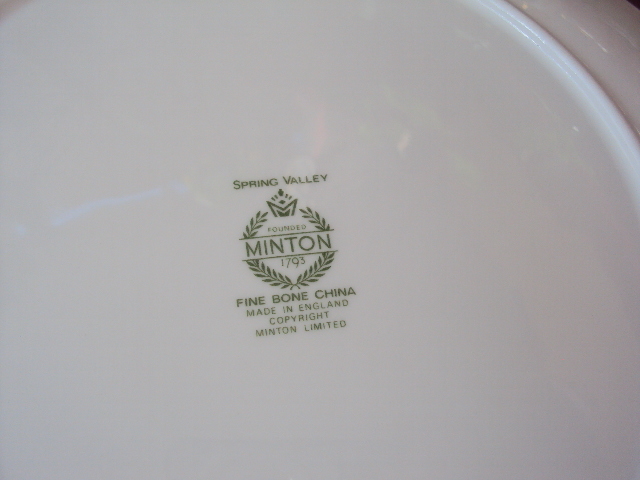 SPRING VALLEY
FOUNDED
MINTON
1793
FINE BONE CHINA
MADE IN ENGLAND
COPYRIGHT
MINTON LIMITED